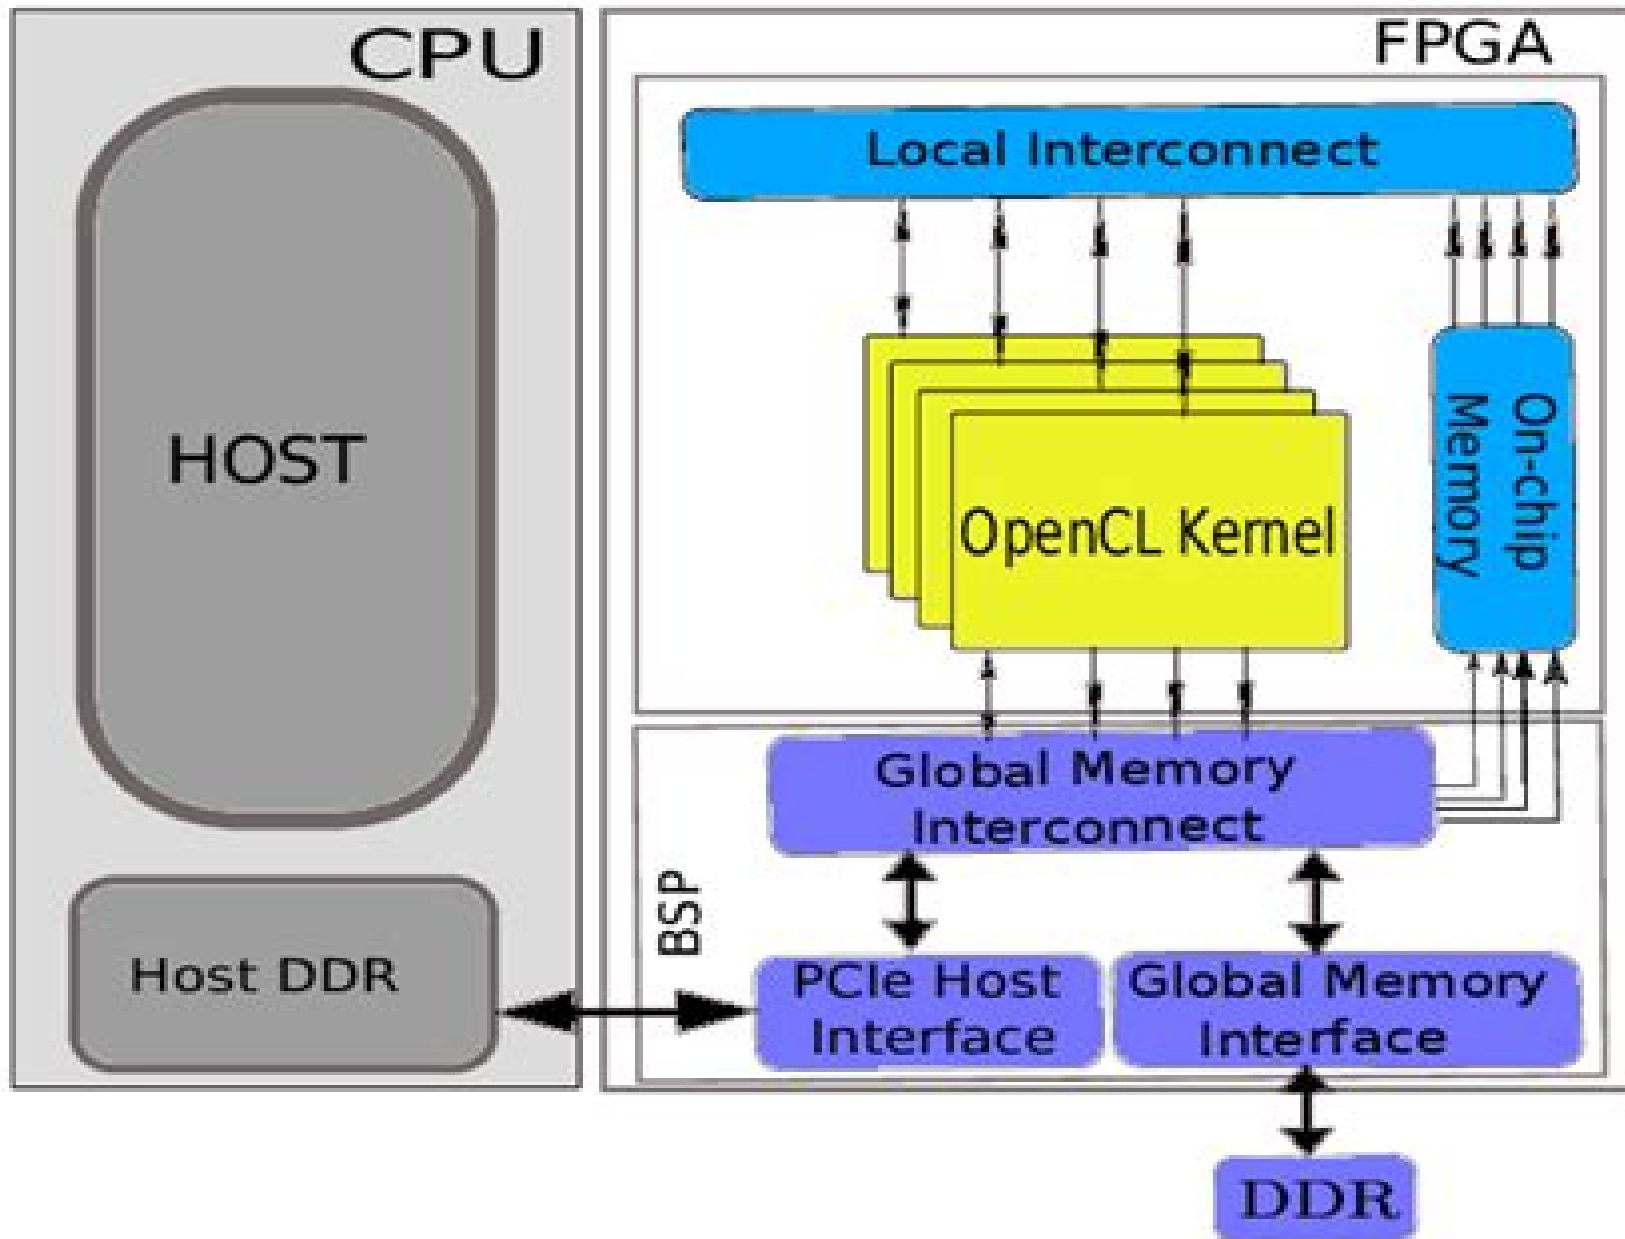 CPU
HOST
Host DDR
FPGA
Local Interconnect
OpenCL Kernel
On-chip
Memory
Global Memory
Interconnect
BSP
PCIe Host
Interface
Global Memory
Interface
DDR